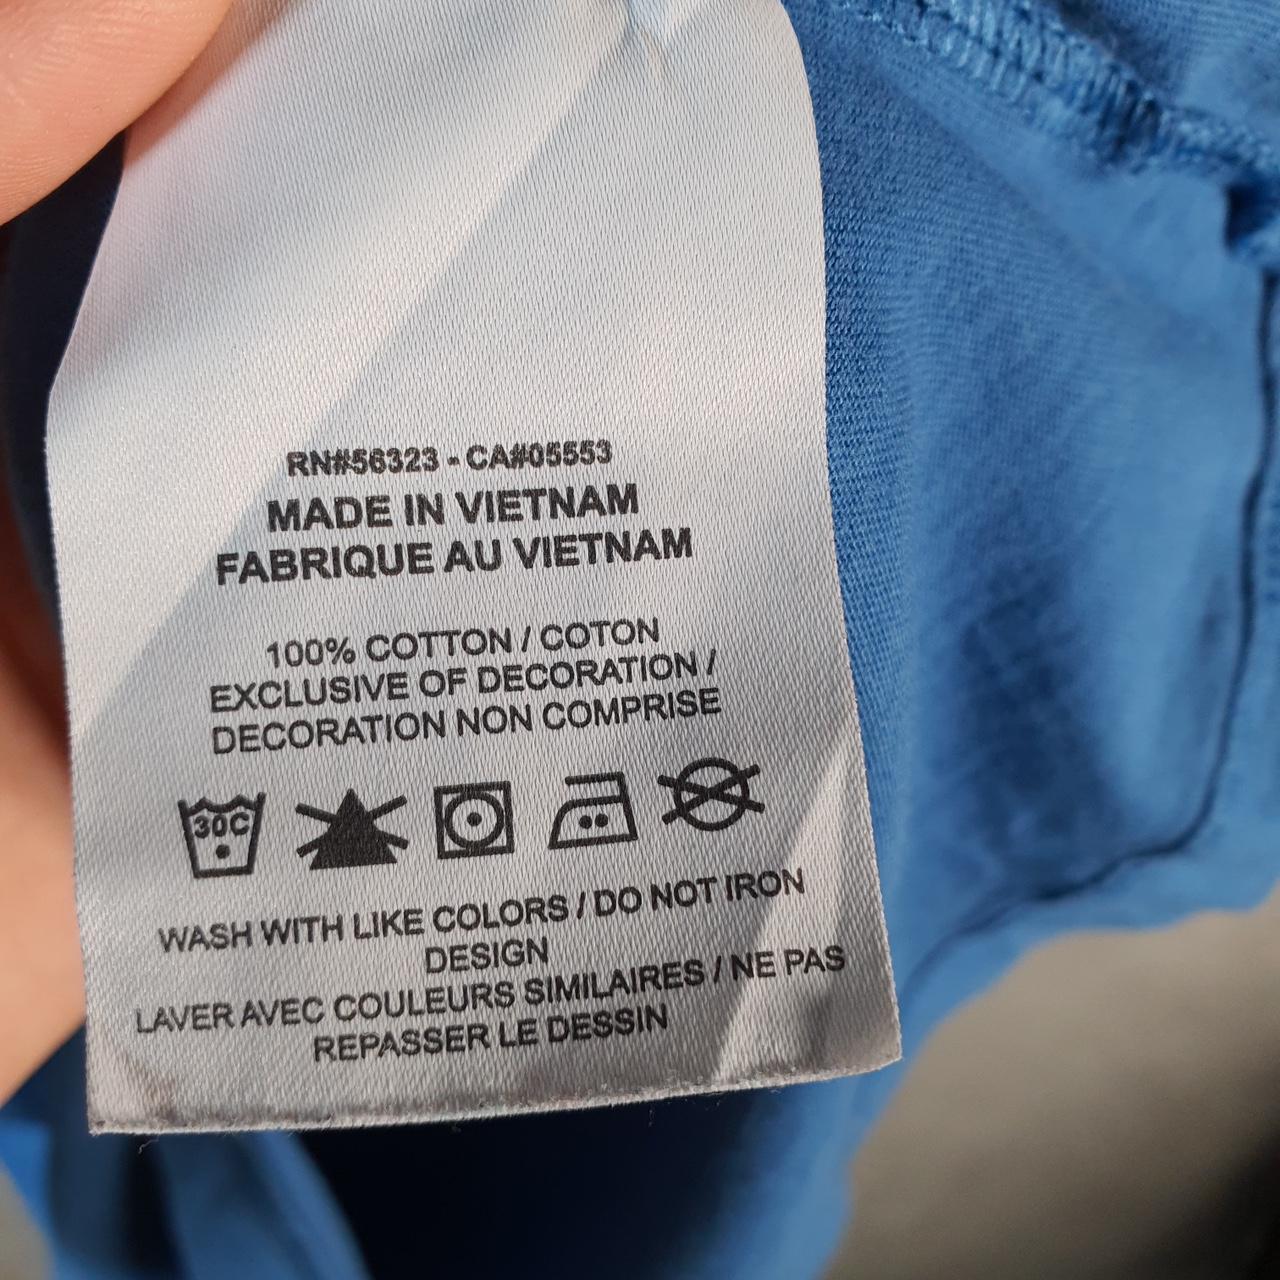 RN#56323 - CA#05553
MADE IN VIETNAM
FABRIQUE AU VIETNAM
100% COTTON / COTON
EXCLUSIVE OF DECORATION /
DECORATION NON COMPRISE
30C
WASH WITH LIKE COLORS / DO NOT IRON
DESIGN
LAVER AVEC COULEURS SIMILAIRES / NE PAS
REPASSER LE DESSIN